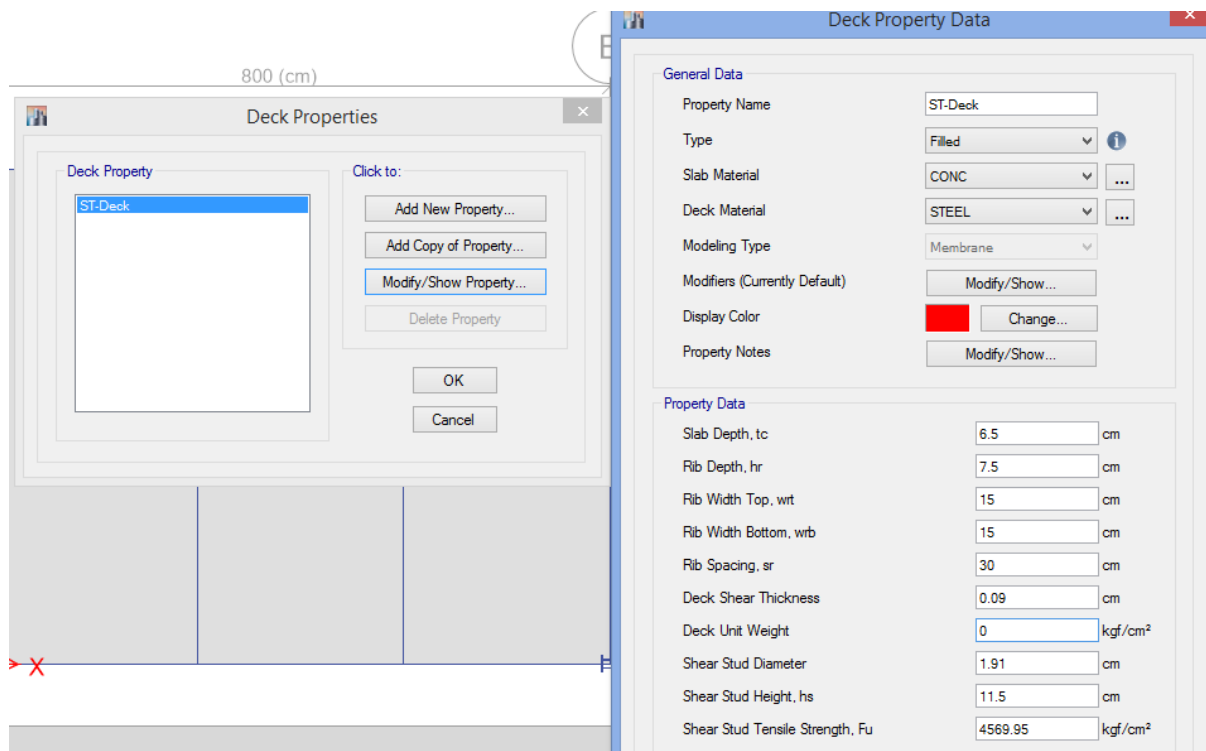 800 (cm)
Deck Properties
Deck Property
ST-Deck
Click to:
Add New Property...
Add Copy of Property...
Modify/Show Property...
Delete Property
OK
Cancel
X
Deck Property Data
General Data
Property Name ST-Deck
Type Filled
Slab Material CONC ...
Deck Material STEEL ...
Modeling Type Membrane
Modifiers (Currently Default) Modify/Show...
Display Color Change...
Property Notes Modify/Show...
Property Data
Slab Depth, tc 6.5 cm
Rib Depth, hr 7.5 cm
Rib Width Top, wrt 15 cm
Rib Width Bottom, wrb 15 cm
Rib Spacing, sr 30 cm
Deck Shear Thickness 0.09 cm
Deck Unit Weight 0 kgf/cm²
Shear Stud Diameter 1.91 cm
Shear Stud Height, hs 11.5 cm
Shear Stud Tensile Strength, Fu 4569.95 kgf/cm²